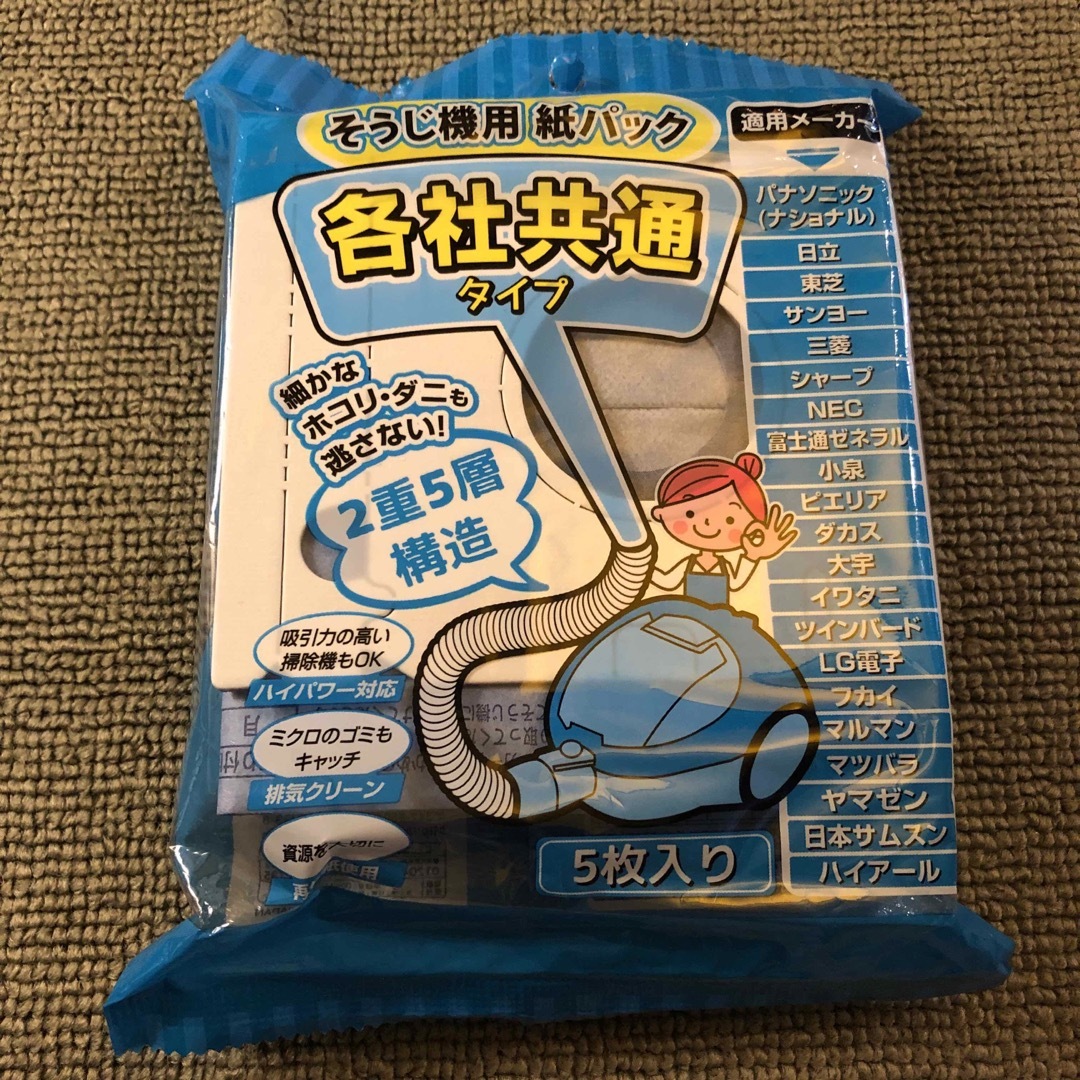 そうじ機用 紙パック
各社共通
タイプ
細かな
ホコリ・ダニも
逃さない!
2重5層
構造
吸引力の高い
掃除機もOK
ハイパワー対応
ミクロのゴミも
キャッチ
排気クリーン
資源を
5枚入り
適用メーカー
パナソニック
(ナショナル)
日立
東芝
サンヨー
三菱
シャープ
NEC
富士通ゼネラル
小泉
ピエリア
ダカス
大宇
イワタニ
ツインバード
LG電子
フカイ
マルマン
マツバラ
ヤマゼン
日本サムスン
ハイアール